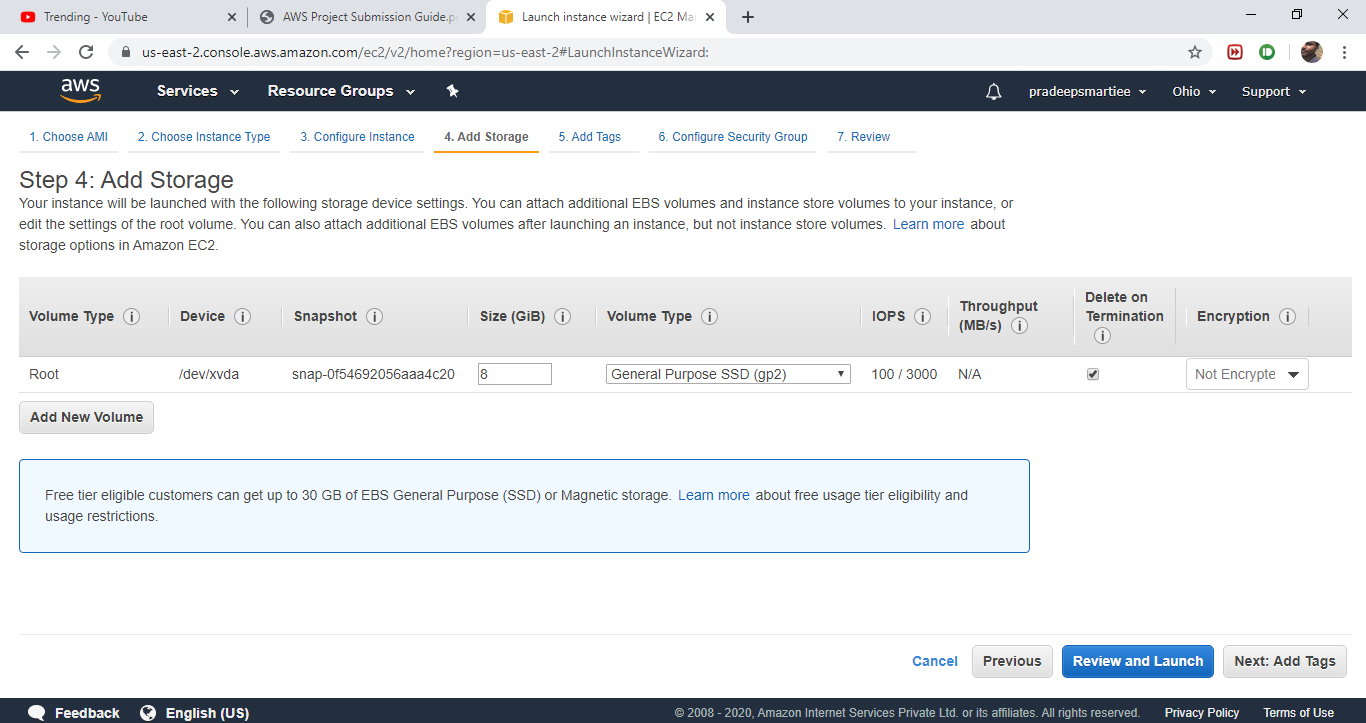 Trending - YouTube
AWS Project Submission Guide.p
Launch instance wizard | EC2 Ma
us-east-2.console.aws.amazon.com/ec2/v2/home?region=us-east-2#LaunchInstanceWizard:
aws
Services
Resource Groups
pradeepsmartiee
Ohio
Support
1. Choose AMI
2. Choose Instance Type
3. Configure Instance
4. Add Storage
5. Add Tags
6. Configure Security Group
7. Review
Step 4: Add Storage
Your instance will be launched with the following storage device settings. You can attach additional EBS volumes and instance store volumes to your instance, or
edit the settings of the root volume. You can also attach additional EBS volumes after launching an instance, but not instance store volumes. Learn more about
storage options in Amazon EC2.
Volume Type
Device
Snapshot
Size (GiB)
Volume Type
IOPS
Throughput
(MB/s)
Delete on
Termination
Encryption
Root
/dev/xvda
snap-0f54692056aaa4c20
8
General Purpose SSD (gp2)
100 / 3000
N/A
Not Encrypte
Add New Volume
Free tier eligible customers can get up to 30 GB of EBS General Purpose (SSD) or Magnetic storage. Learn more about free usage tier eligibility and
usage restrictions.
Cancel
Previous
Review and Launch
Next: Add Tags
Feedback
English (US)
© 2008 - 2020, Amazon Internet Services Private Ltd. or its affiliates. All rights reserved.
Privacy Policy
Terms of Use